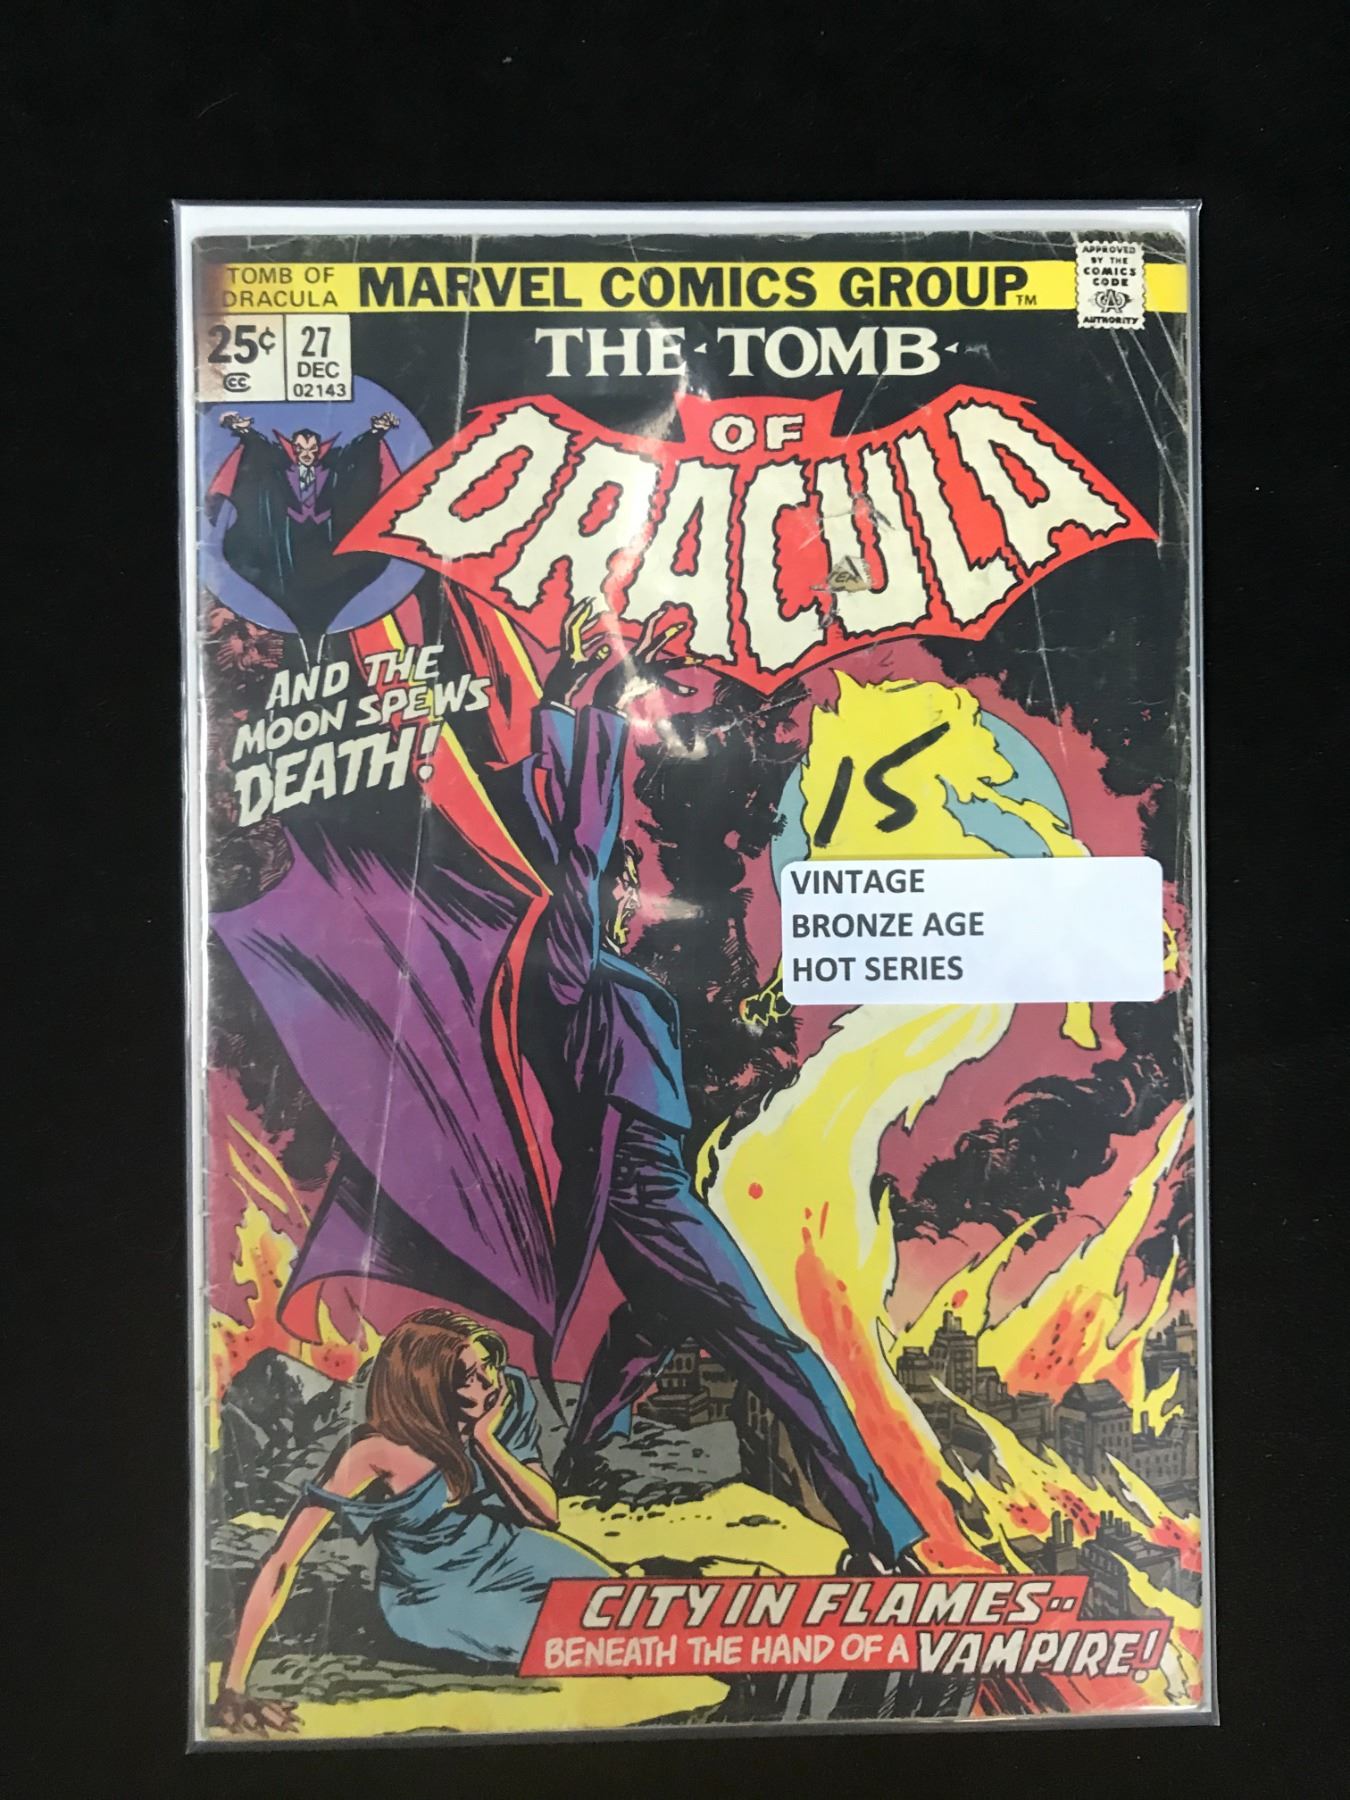 TOMB OF
DRACULA
MARVEL COMICS GROUP TM
APPROVED
BY THE
COMICS
CODE
CA
AUTHORITY
25¢
CC
27
DEC
02143
THE TOMB
OF
DRACULA
AND THE
MOON SPEWS
DEATH!
15
VINTAGE
BRONZE AGE
HOT SERIES
CITY IN FLAMES--
BENEATH THE HAND OF A VAMPIRE!